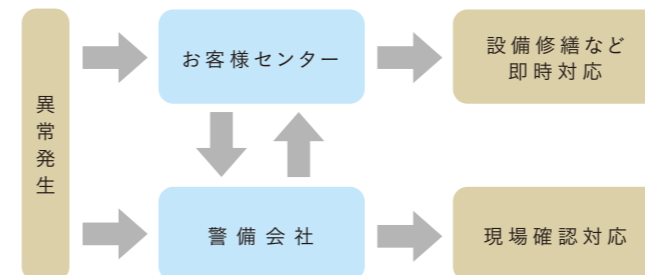 異常発生
お客様センター
設備修繕など
即時対応
警備会社
現場確認対応